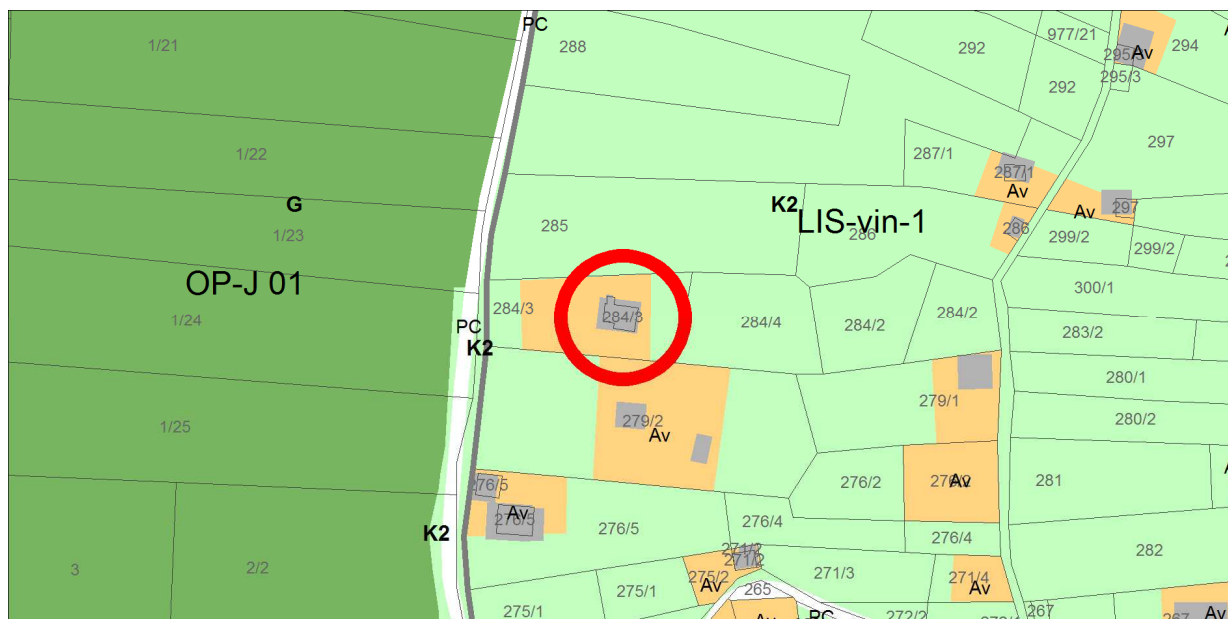 PC
1/21
288
292
977/21
294
Av
295/3
292
1/22
287/1
297
287/1
Av
G
K2
297
Av
1/23
285
LIS-vin-1
286
286
299/2
299/2
OP-J 01
300/1
284/3
284/3
1/24
PC
284/4
284/2
284/2
283/2
K2
280/1
279/1
280/2
279/2
Av
1/25
276/5
276/2
Av
281
276/5
Av
276/5
276/4
K2
276/4
271/2
271/2
282
3
2/2
275/2
Av
265
271/3
271/4
Av
275/1
275/1
272/2
267
PC
Av
267
Av